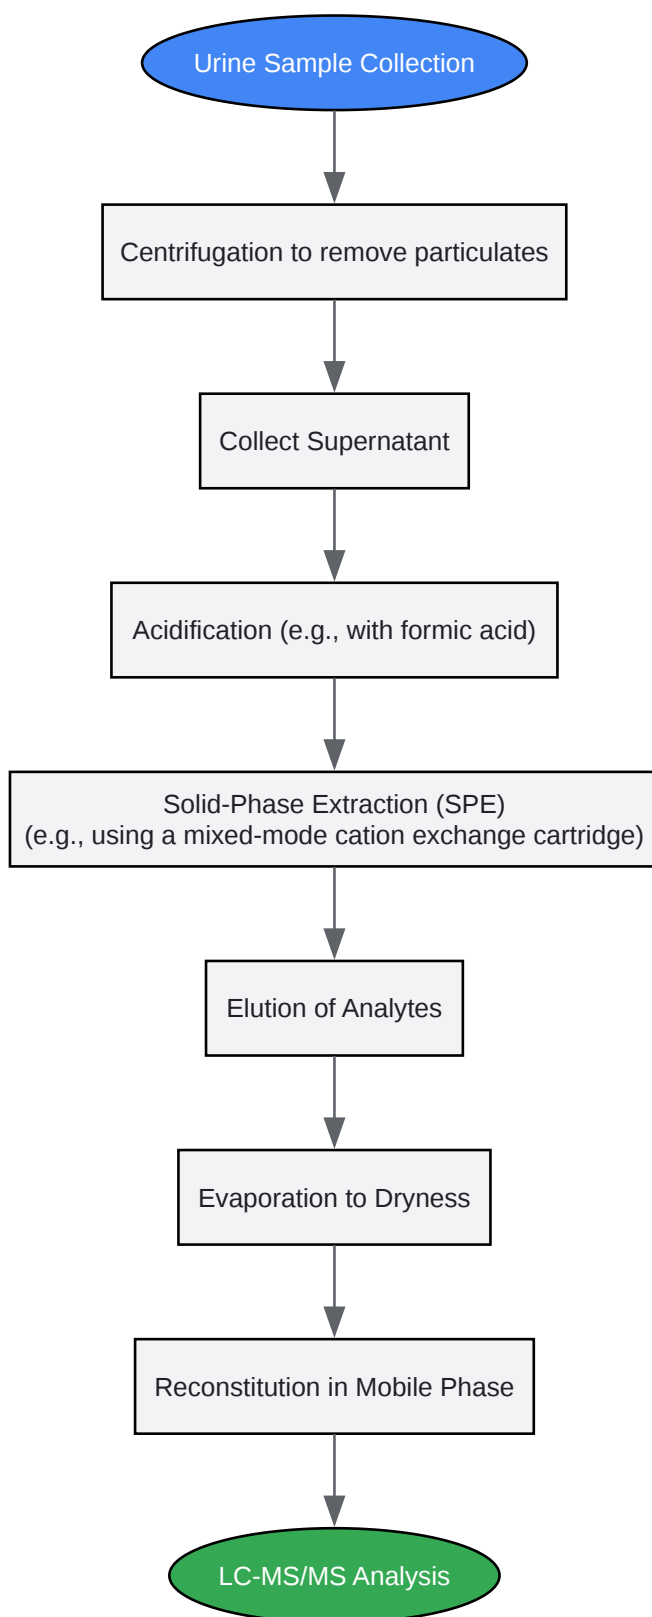 Urine Sample Collection
Centrifugation to remove particulates
Collect Supernatant
Acidification (e.g., with formic acid)
Solid-Phase Extraction (SPE)
(e.g., using a mixed-mode cation exchange cartridge)
Elution of Analytes
Evaporation to Dryness
Reconstitution in Mobile Phase
LC-MS/MS Analysis